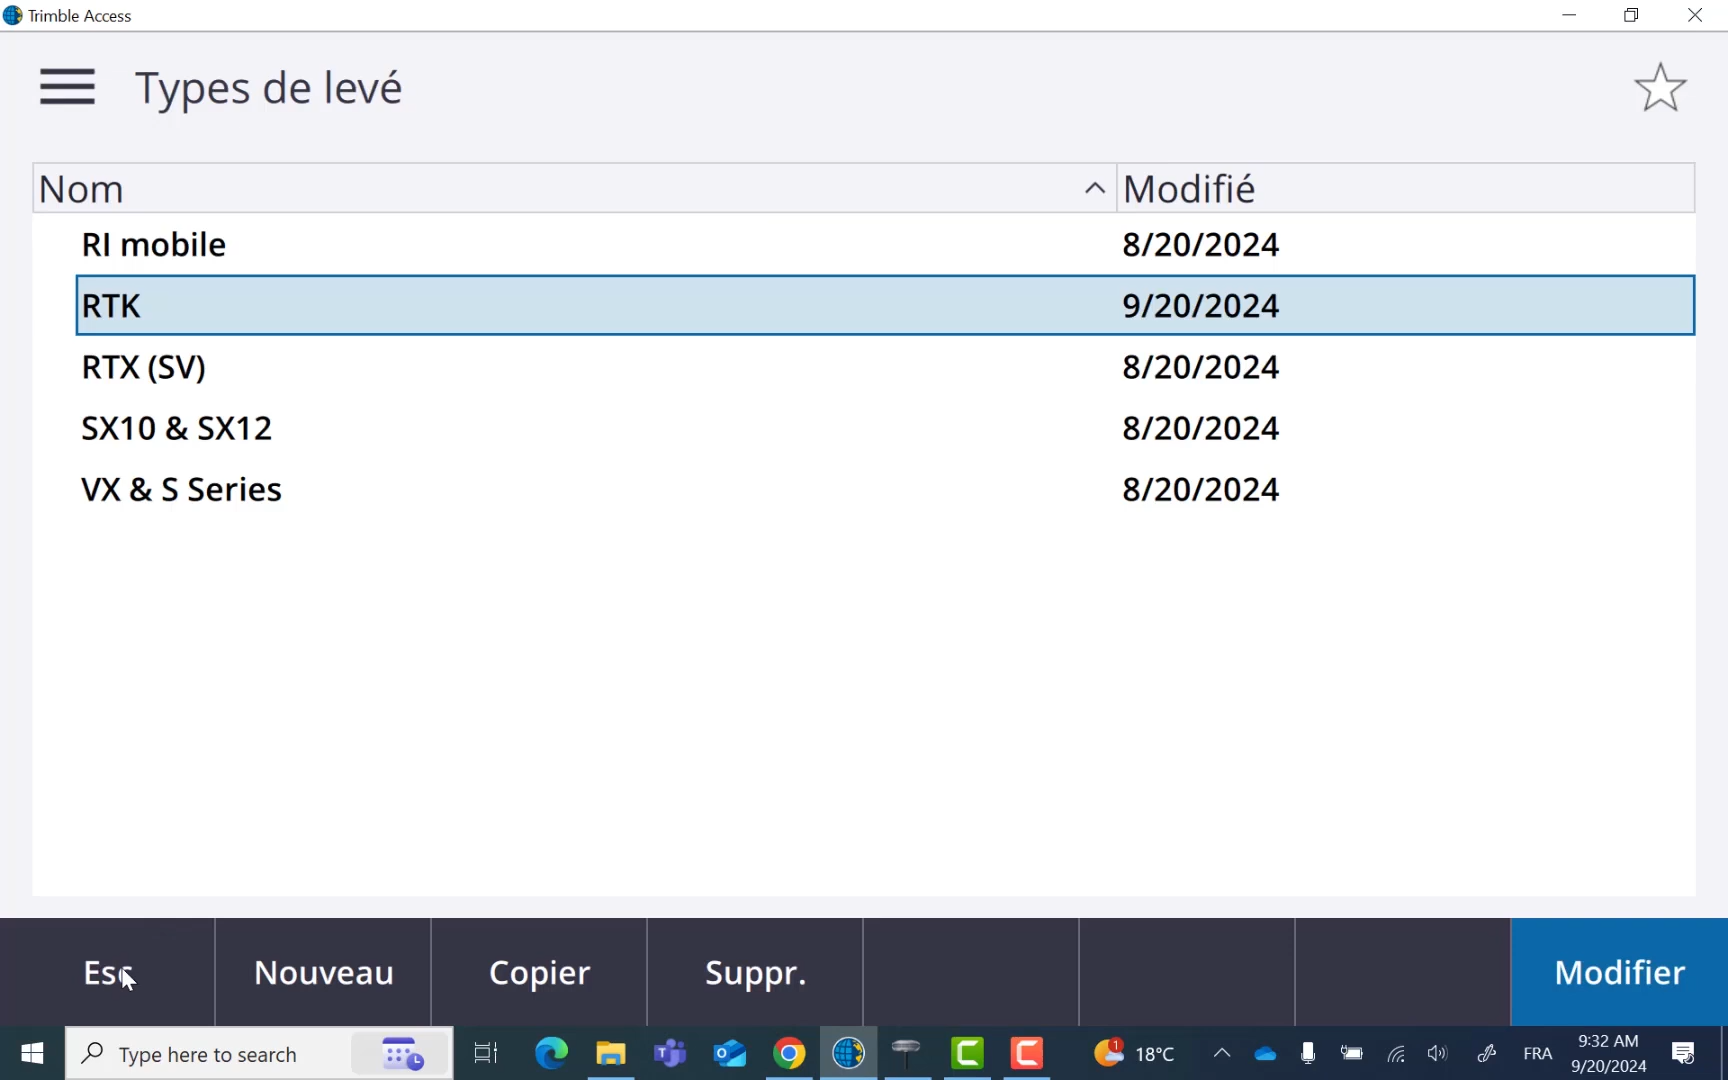 Trimble Access
Types de levé
Nom Modifié
RI mobile 8/20/2024
RTK 9/20/2024
RTX (SV) 8/20/2024
SX10 & SX12 8/20/2024
VX & S Series 8/20/2024
Esc Nouveau Copier Suppr. Modifier
Type here to search 1 18°C FRA 9:32 AM
9/20/2024